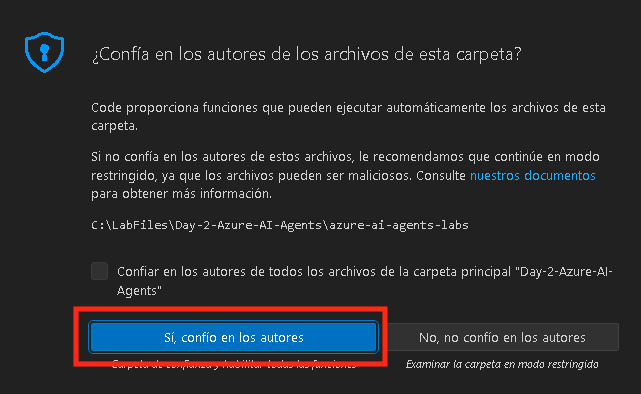 ¿Confía en los autores de los archivos de esta carpeta?
Code proporciona funciones que pueden ejecutar automáticamente los archivos de esta
carpeta.
Si no confía en los autores de estos archivos, le recomendamos que continúe en modo
restringido, ya que los archivos pueden ser maliciosos. Consulte nuestros documentos
para obtener más información.
C:\LabFiles\Day-2-Azure-AI-Agents\azure-ai-agents-labs
Confiar en los autores de todos los archivos de la carpeta principal "Day-2-Azure-AI-
Agents"
Sí, confío en los autores
No, no confío en los autores
Carpeta de confianza y habilitar todas las funciones
Examinar la carpeta en modo restringido